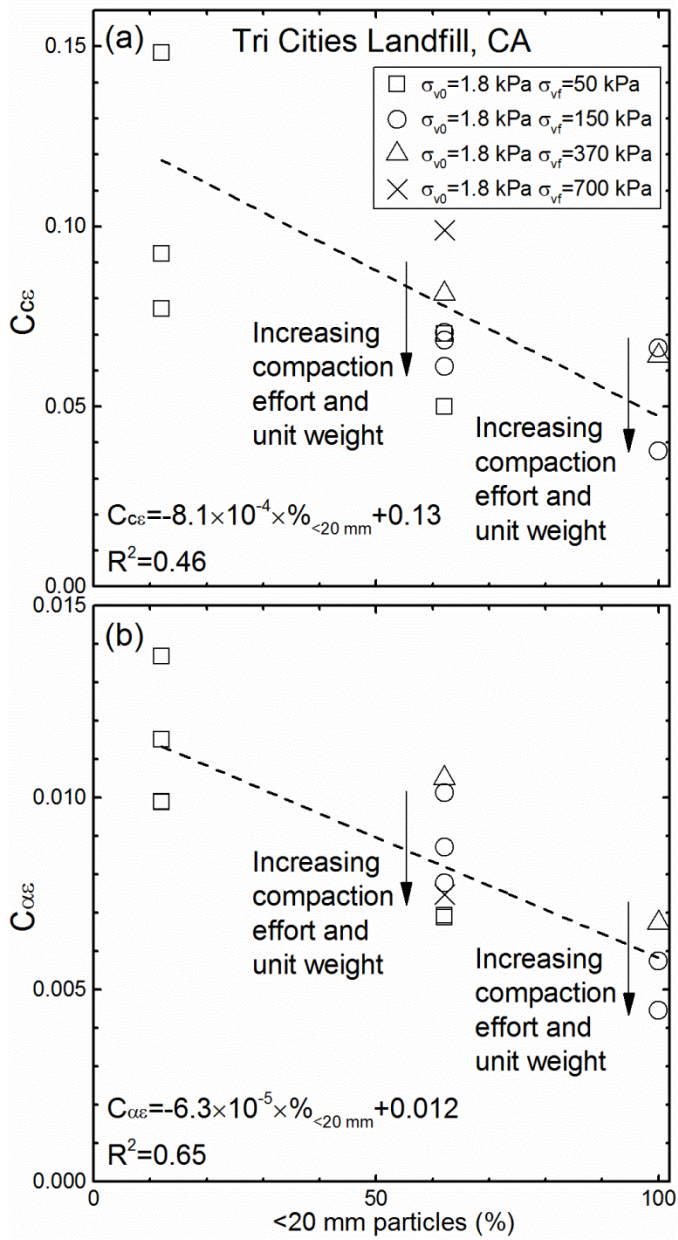 (a) Tri Cities Landfill, CA
σv0=1.8 kPa σvf=50 kPa
σv0=1.8 kPa σvf=150 kPa
σv0=1.8 kPa σvf=370 kPa
σv0=1.8 kPa σvf=700 kPa
0.15
0.10
0.05
0.00
Ccε
Increasing
compaction
effort and
unit weight
Increasing
compaction
effort and
unit weight
Ccε=-8.1×10-4×%<20 mm+0.13
R2=0.46
(b)
0.015
0.010
0.005
0.000
Cαε
Increasing
compaction
effort and
unit weight
Increasing
compaction
effort and
unit weight
Cαε=-6.3×10-5×%<20 mm+0.012
R2=0.65
0 50 100
<20 mm particles (%)